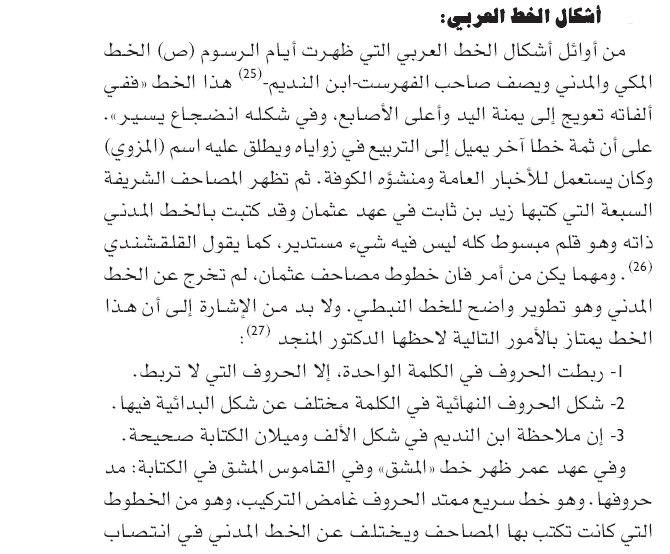 أشكال الخط العربي:
من أوائل أشكال الخط العربي التي ظهرت أيام الرسوم (ص) الخط
المكي والمدني ويصف صاحب الفهرست-ابن النديم-(25) هذا الخط «ففي
ألفاته تعويج إلى يمنة اليد وأعلى الأصابع، وفي شكله انضجاع يسير».
على أن ثمة خطا آخر يميل إلى التربيع في زواياه ويطلق عليه اسم (المزوي)
وكان يستعمل للأخبار العامة ومنشؤه الكوفة. ثم تظهر المصاحف الشريفة
السبعة التي كتبها زيد بن ثابت في عهد عثمان وقد كتبت بالخط المدني
ذاته وهو قلم مبسوط كله ليس فيه شيء مستدير، كما يقول القلقشندي
(26). ومهما يكن من أمر فان خطوط مصاحف عثمان، لم تخرج عن الخط
المدني وهو تطوير واضح للخط النبطي. ولا بد من الإشارة إلى أن هذا
الخط يمتاز بالأمور التالية لاحظها الدكتور المنجد (27):
1- ربطت الحروف في الكلمة الواحدة، إلا الحروف التي لا تربط.
2- شكل الحروف النهائية في الكلمة مختلف عن شكل البدائية فيها.
3- إن ملاحظة ابن النديم في شكل الألف وميلان الكتابة صحيحة.
وفي عهد عمر ظهر خط «المشق» وفي القاموس المشق في الكتابة: مد
حروفها. وهو خط سريع ممتد الحروف غامض التركيب، وهو من الخطوط
التي كانت تكتب بها المصاحف ويختلف عن الخط المدني في انتصاب